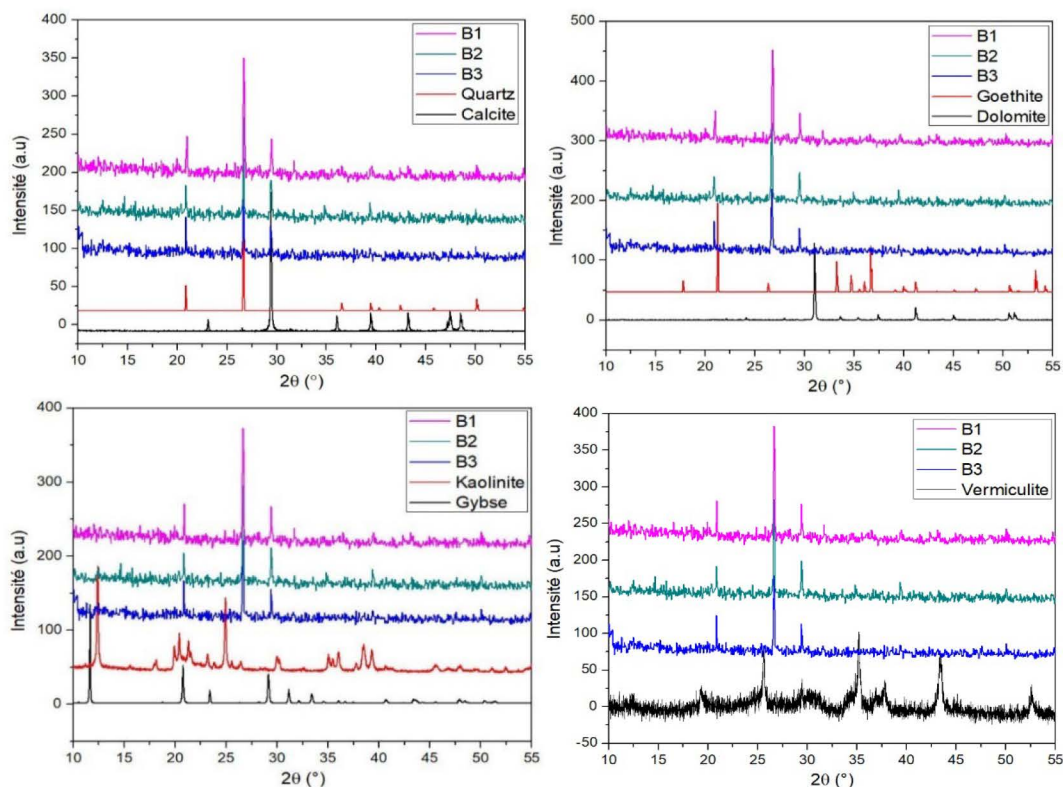 400
350
300
250
200
150
100
50
0
Intensité (a.u)
B1
B2
B3
Quartz
Calcite
10 15 20 25 30 35 40 45 50 55
2θ (°)
500
400
300
200
100
0
Intensité (a.u)
B1
B2
B3
Goethite
Dolomite
10 15 20 25 30 35 40 45 50 55
2θ (°)
400
300
200
100
0
Intensité (a.u)
B1
B2
B3
Kaolinite
Gybse
10 15 20 25 30 35 40 45 50 55
2θ (°)
400
350
300
250
200
150
100
50
0
-50
Intensité (a.u)
B1
B2
B3
Vermiculite
10 15 20 25 30 35 40 45 50 55
2θ (°)